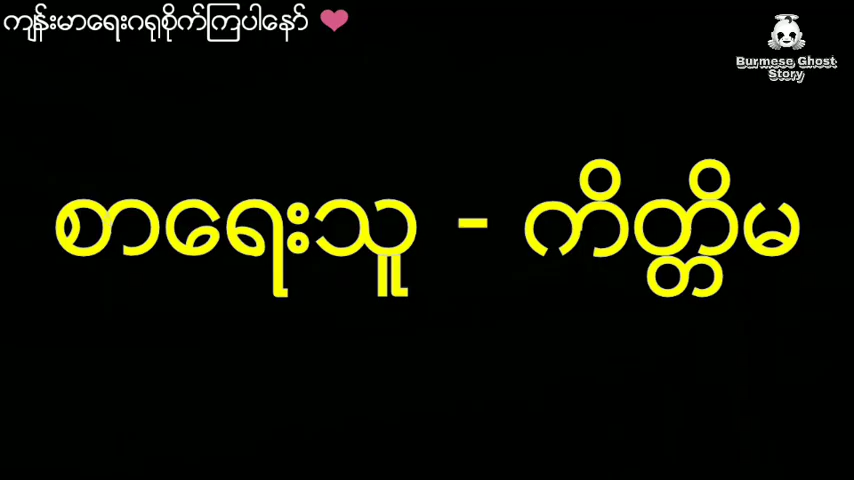 ကျန်းမာရေးဂရုစိုက်ကြပါနော် ❤
Burmese Ghost
Story
စာရေးသူ - ကိတ္တိမ